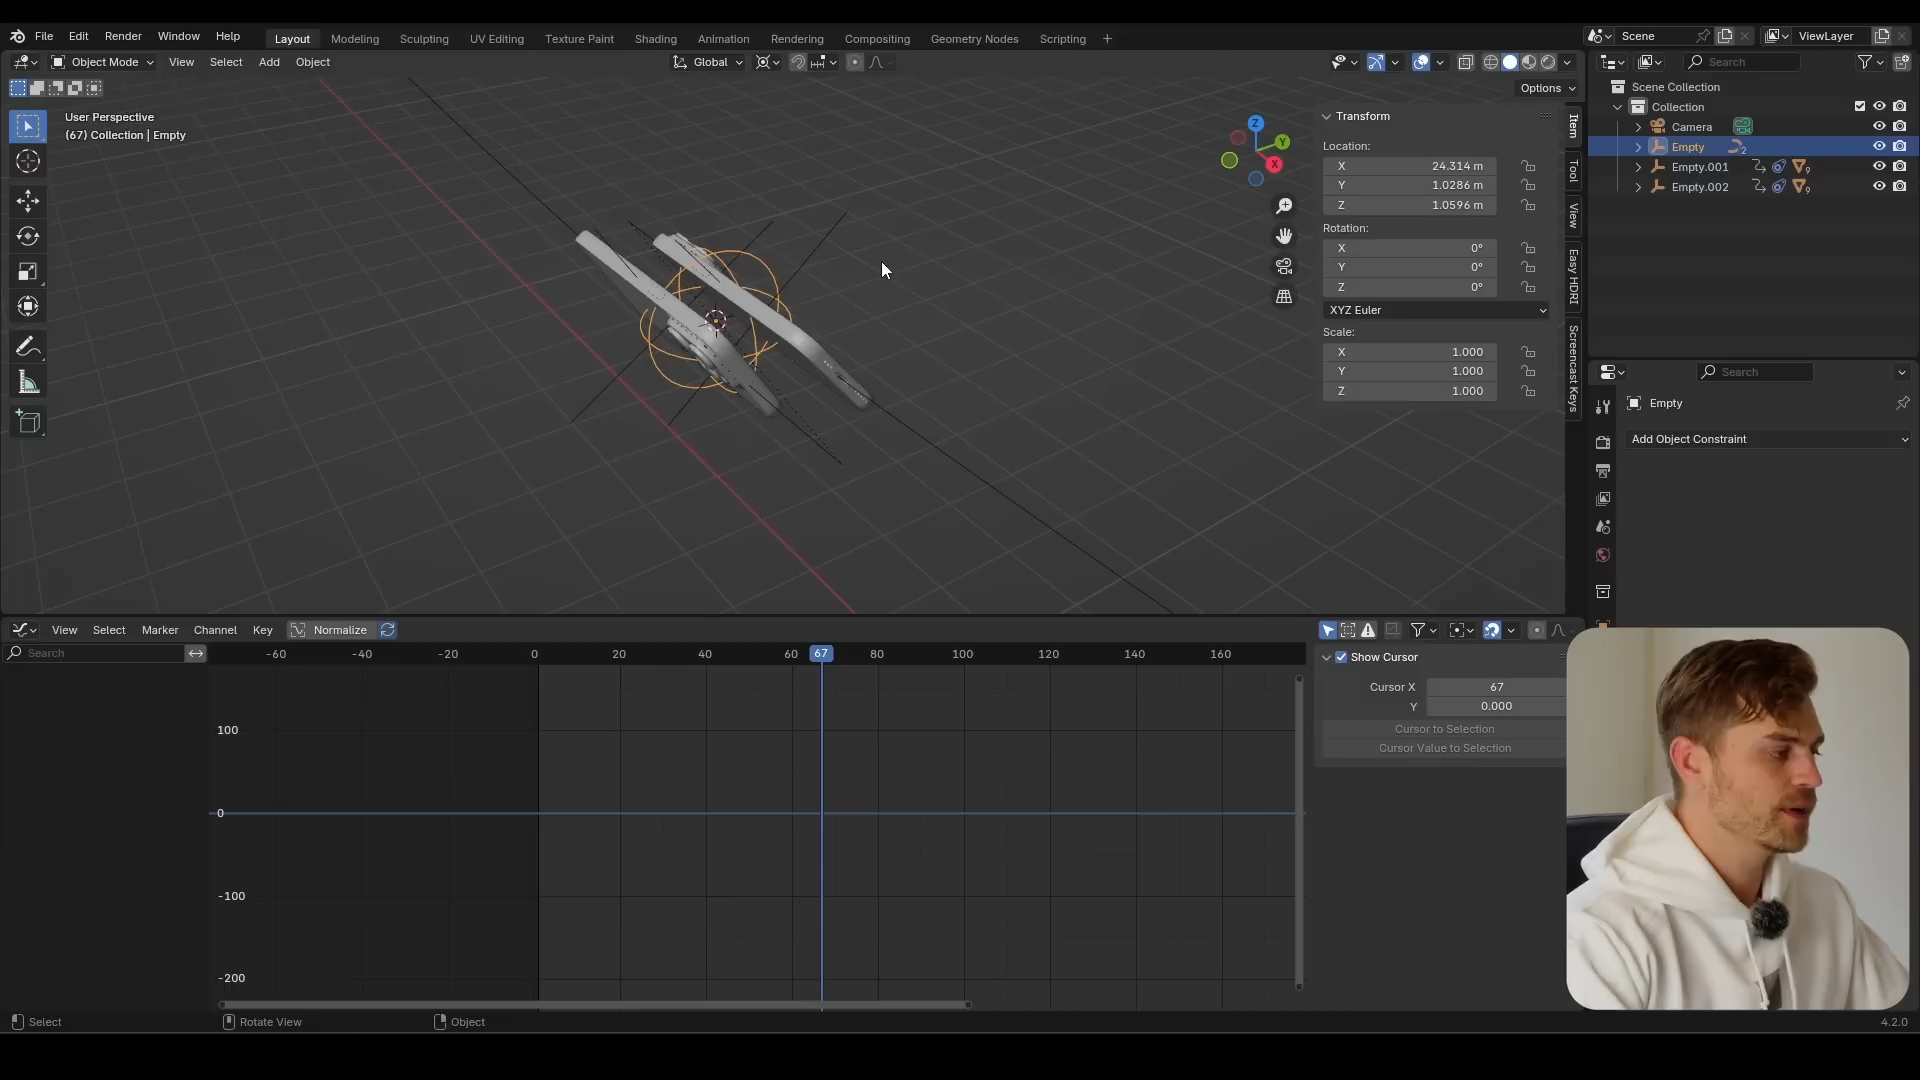 File Edit Render Window Help Layout Modeling Sculpting UV Editing Texture Paint Shading Animation Rendering Compositing Geometry Nodes Scripting + Scene ViewLayer
Object Mode View Select Add Object Global Search
Options
User Perspective
(67) Collection | Empty
Z
Y
X
Transform
Location:
X 24.314 m
Y 1.0286 m
Z 1.0596 m
Rotation:
X 0°
Y 0°
Z 0°
XYZ Euler
Scale:
X 1.000
Y 1.000
Z 1.000
Item
Tool
View
Easy HDRI
Screencast Keys
Scene Collection
Collection
Camera
Empty 2
Empty.001 9
Empty.002 9
Search
Empty
Add Object Constraint
View Select Marker Channel Key Normalize
Search
-60 -40 -20 0 20 40 60 67 80 100 120 140 160
100
0
-100
-200
Show Cursor
Cursor X 67
Y 0.000
Cursor to Selection
Cursor Value to Selection
Select Rotate View Object 4.2.0